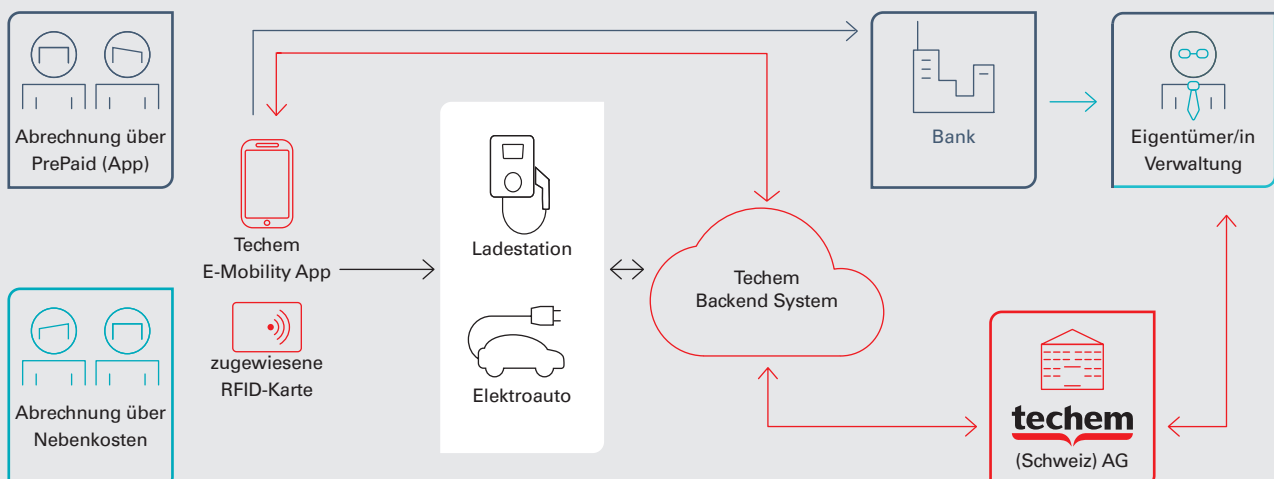 Abrechnung über
PrePaid (App)
Techem
E-Mobility App
zugewiesene
RFID-Karte
Abrechnung über
Nebenkosten
Ladestation
Elektroauto
Techem
Backend System
Bank
Eigentümer/in
Verwaltung
techem
(Schweiz) AG